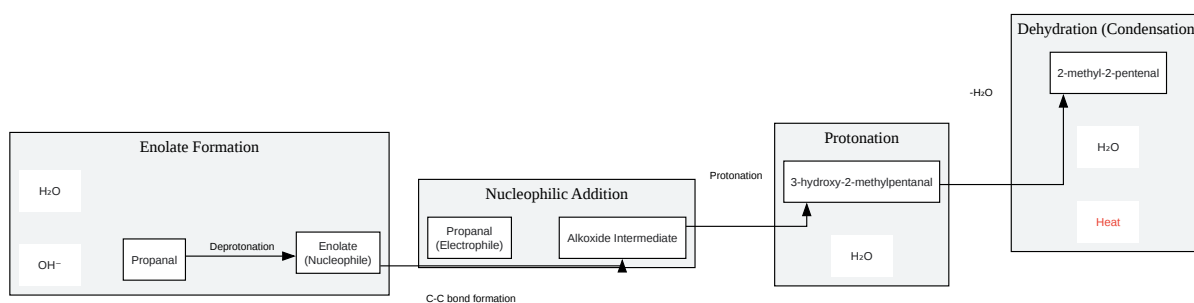 Enolate Formation
H₂O
OH⁻
Propanal
Deprotonation
Enolate
(Nucleophile)
C-C bond formation
Nucleophilic Addition
Propanal
(Electrophile)
Alkoxide Intermediate
Protonation
Protonation
3-hydroxy-2-methylpentanal
H₂O
-H₂O
Dehydration (Condensation
2-methyl-2-pentenal
H₂O
Heat